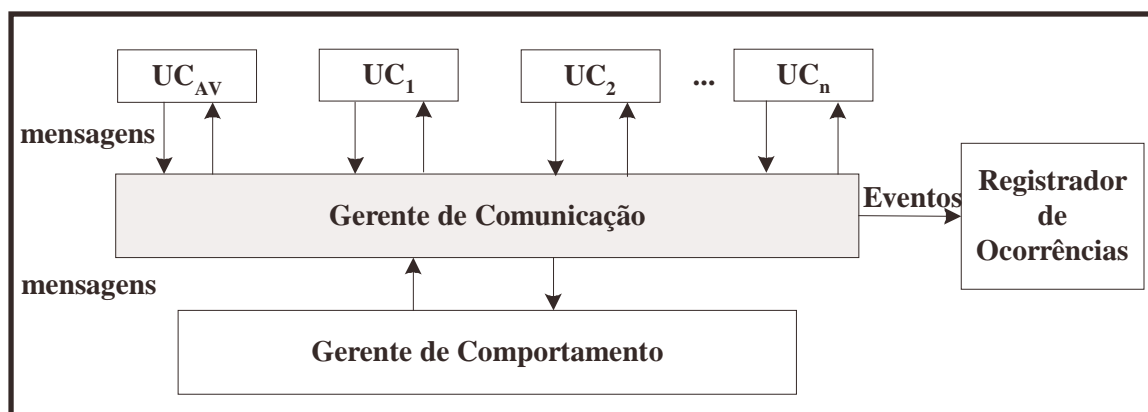 UC_AV
UC_1
UC_2
...
UC_n
mensagens
Gerente de Comunicação
Eventos
Registrador
de
Ocorrências
mensagens
Gerente de Comportamento